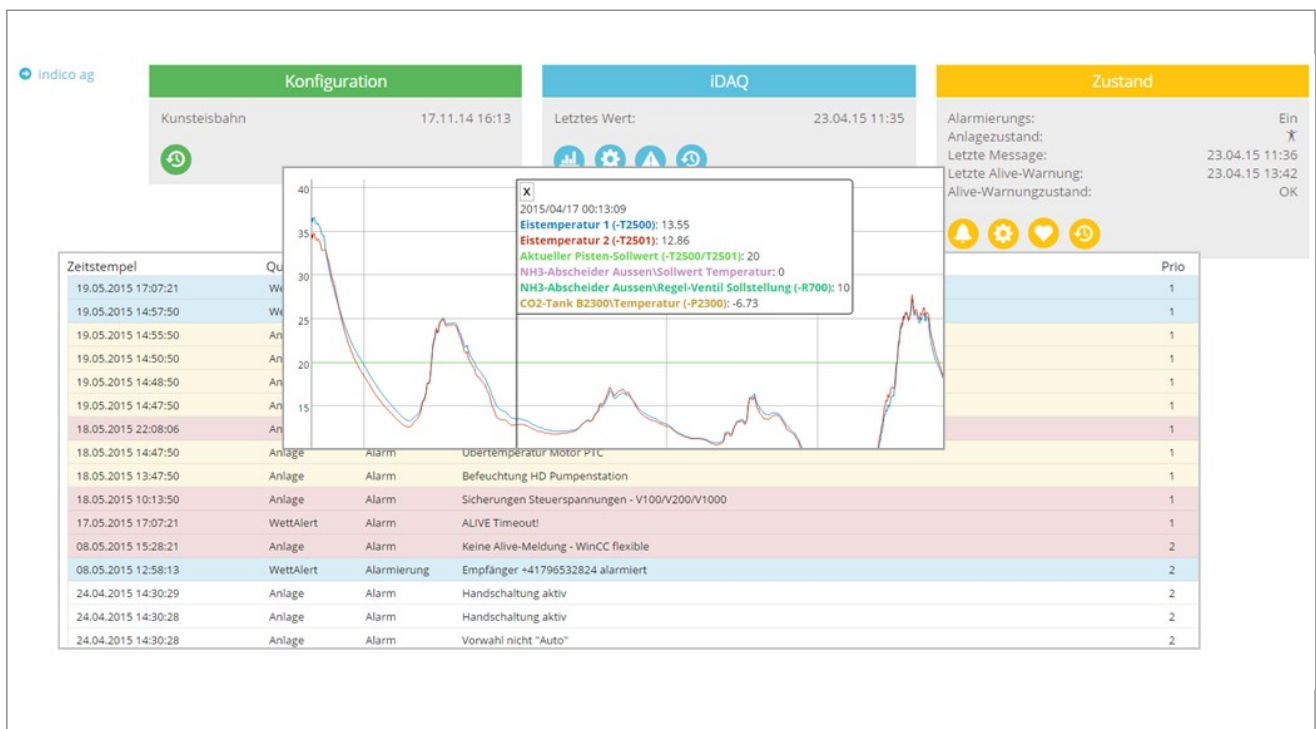 indico ag
Konfiguration
Kunsteisbahn 17.11.14 16:13
iDAQ
Letztes Wert: 23.04.15 11:35
Zustand
Alarmierungs: Ein
Anlagezustand:
Letzte Message: 23.04.15 11:36
Letzte Alive-Warnung: 23.04.15 13:42
Alive-Warnungzustand: OK
40
35
30
25
20
15
X
2015/04/17 00:13:09
Eistemperatur 1 (-T2500): 13.55
Eistemperatur 2 (-T2501): 12.86
Aktueller Pisten-Sollwert (-T2500/T2501): 20
NH3-Abscheider Aussen\Sollwert Temperatur: 0
NH3-Abscheider Aussen\Regel-Ventil Sollstellung (-R700): 10
CO2-Tank B2300\Temperatur (-P2300): -6.73
Zeitstempel Qu Prio
19.05.2015 17:07:21 We 1
19.05.2015 14:57:50 We 1
19.05.2015 14:55:50 An 1
19.05.2015 14:50:50 An 1
19.05.2015 14:48:50 An 1
19.05.2015 14:47:50 An 1
18.05.2015 22:08:06 An 1
18.05.2015 14:47:50 Anlage Alarm Übertemperatur Motor PTC 1
18.05.2015 13:47:50 Anlage Alarm Befeuchtung HD Pumpenstation 1
18.05.2015 10:13:50 Anlage Alarm Sicherungen Steuerspannungen - V100/V200/V1000 1
17.05.2015 17:07:21 WettAlert Alarm ALIVE Timeout! 1
08.05.2015 15:28:21 Anlage Alarm Keine Alive-Meldung - WinCC flexible 2
08.05.2015 12:58:13 WettAlert Alarmierung Empfänger +41796532824 alarmiert 2
24.04.2015 14:30:29 Anlage Alarm Handschaltung aktiv 2
24.04.2015 14:30:28 Anlage Alarm Handschaltung aktiv 2
24.04.2015 14:30:28 Anlage Alarm Vorwahl nicht "Auto" 2